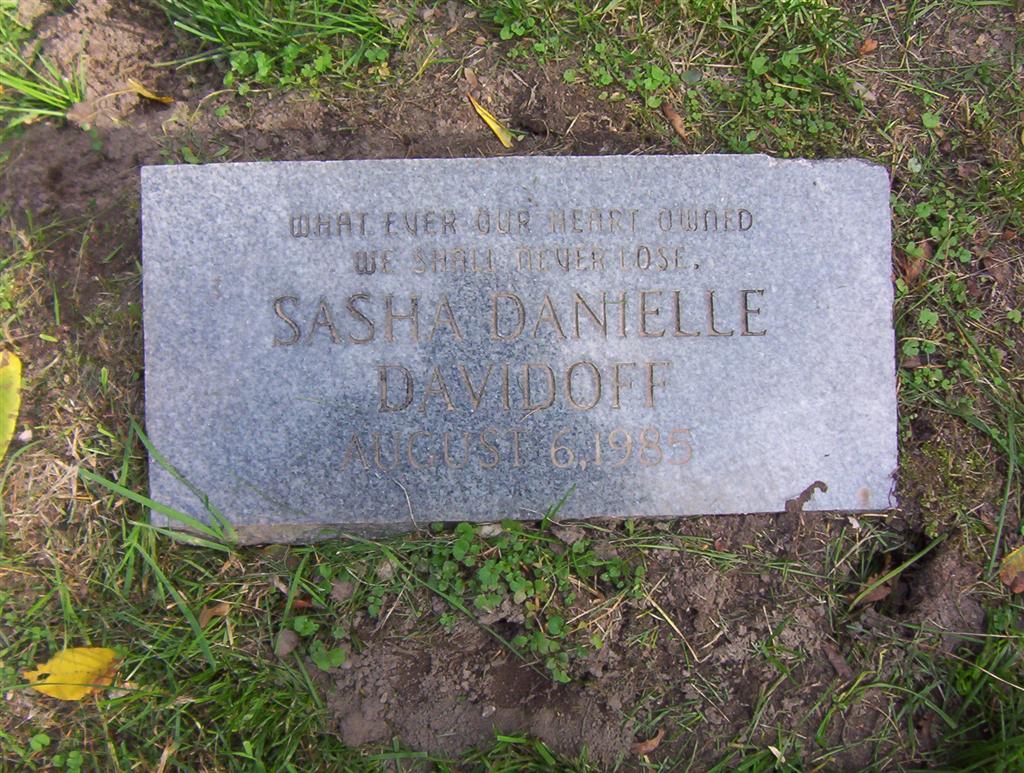 WHAT EVER OUR HEART OWNED
WE SHALL NEVER LOSE.
SASHA DANIELLE
DAVIDOFF
AUGUST 6,1985